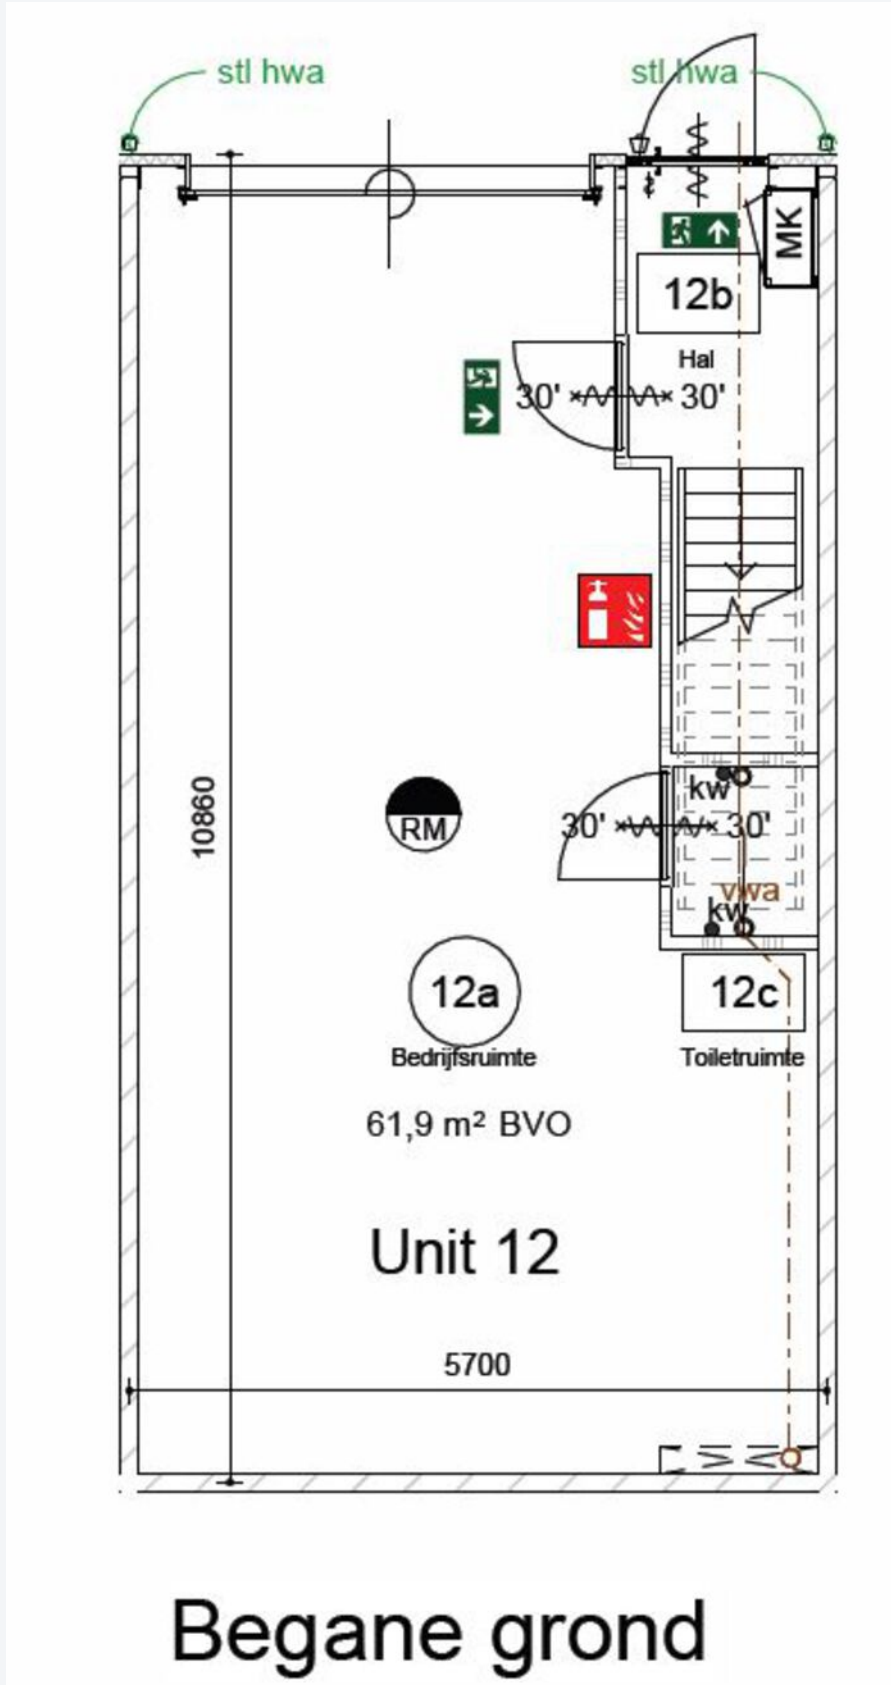 stl hwa
stl hwa
MK
12b
Hal
30' 30'
10860
RM
kw
30' 30'
vwa
kw
12a
12c
Bedrijfsruimte
Toiletruimte
61,9 m² BVO
Unit 12
5700
Begane grond